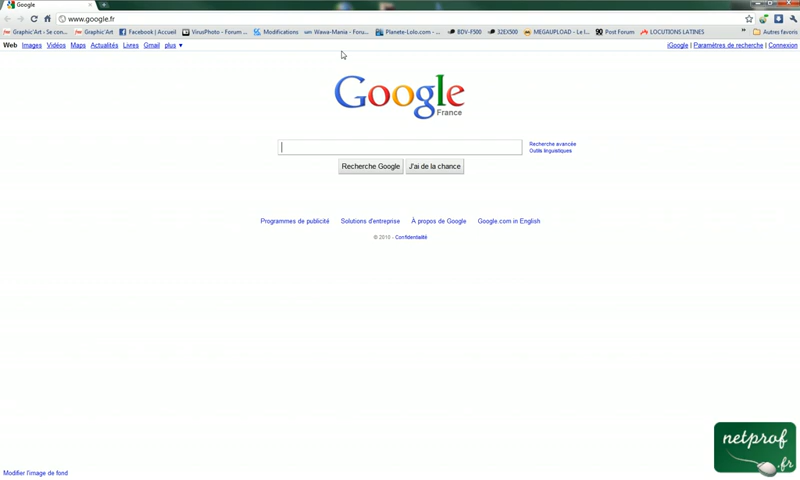 Google
www.google.fr
Graphic'Art - Se con... Graphic'Art Facebook | Accueil VirusPhoto - Forum ... Modifications Wawa-Mania - Foru... Planete-Lolo.com - ... BDV-F500 32EX500 MEGAUPLOAD - Le l... Post Forum LOCUTIONS LATINES » Autres favoris
Web Images Vidéos Maps Actualités Livres Gmail plus ▼ iGoogle | Paramètres de recherche | Connexion
Google
France
Recherche avancée
Outils linguistiques
Recherche Google J'ai de la chance
Programmes de publicité Solutions d'entreprise À propos de Google Google.com in English
© 2010 - Confidentialité
netprof
.fr
Modifier l'image de fond